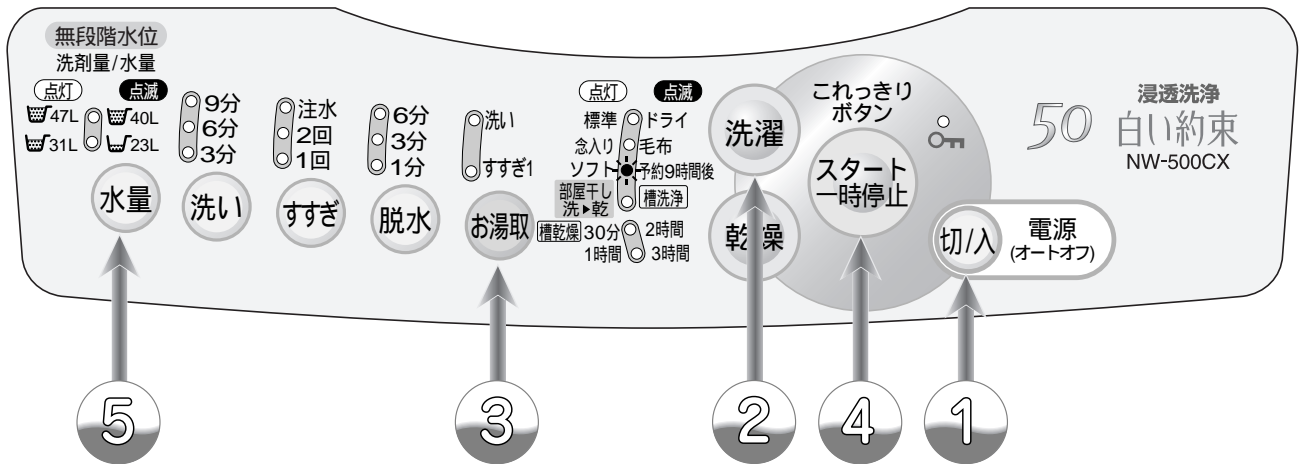 無段階水位
洗剤量/水量
点灯 点滅
47L 40L
31L 23L
水量
9分
6分
3分
洗い
注水
2回
1回
すすぎ
6分
3分
1分
脱水
洗い
すすぎ1
お湯取
点灯 点滅
標準 ドライ
念入り 毛布
ソフト 予約9時間後
部屋干し
洗▶乾 槽洗浄
槽乾燥 30分 2時間
1時間 3時間
洗濯
乾燥
これっきり
ボタン
スタート
一時停止
切/入
電源
(オートオフ)
50
浸透洗浄
白い約束
NW-500CX
5
3
2
4
1